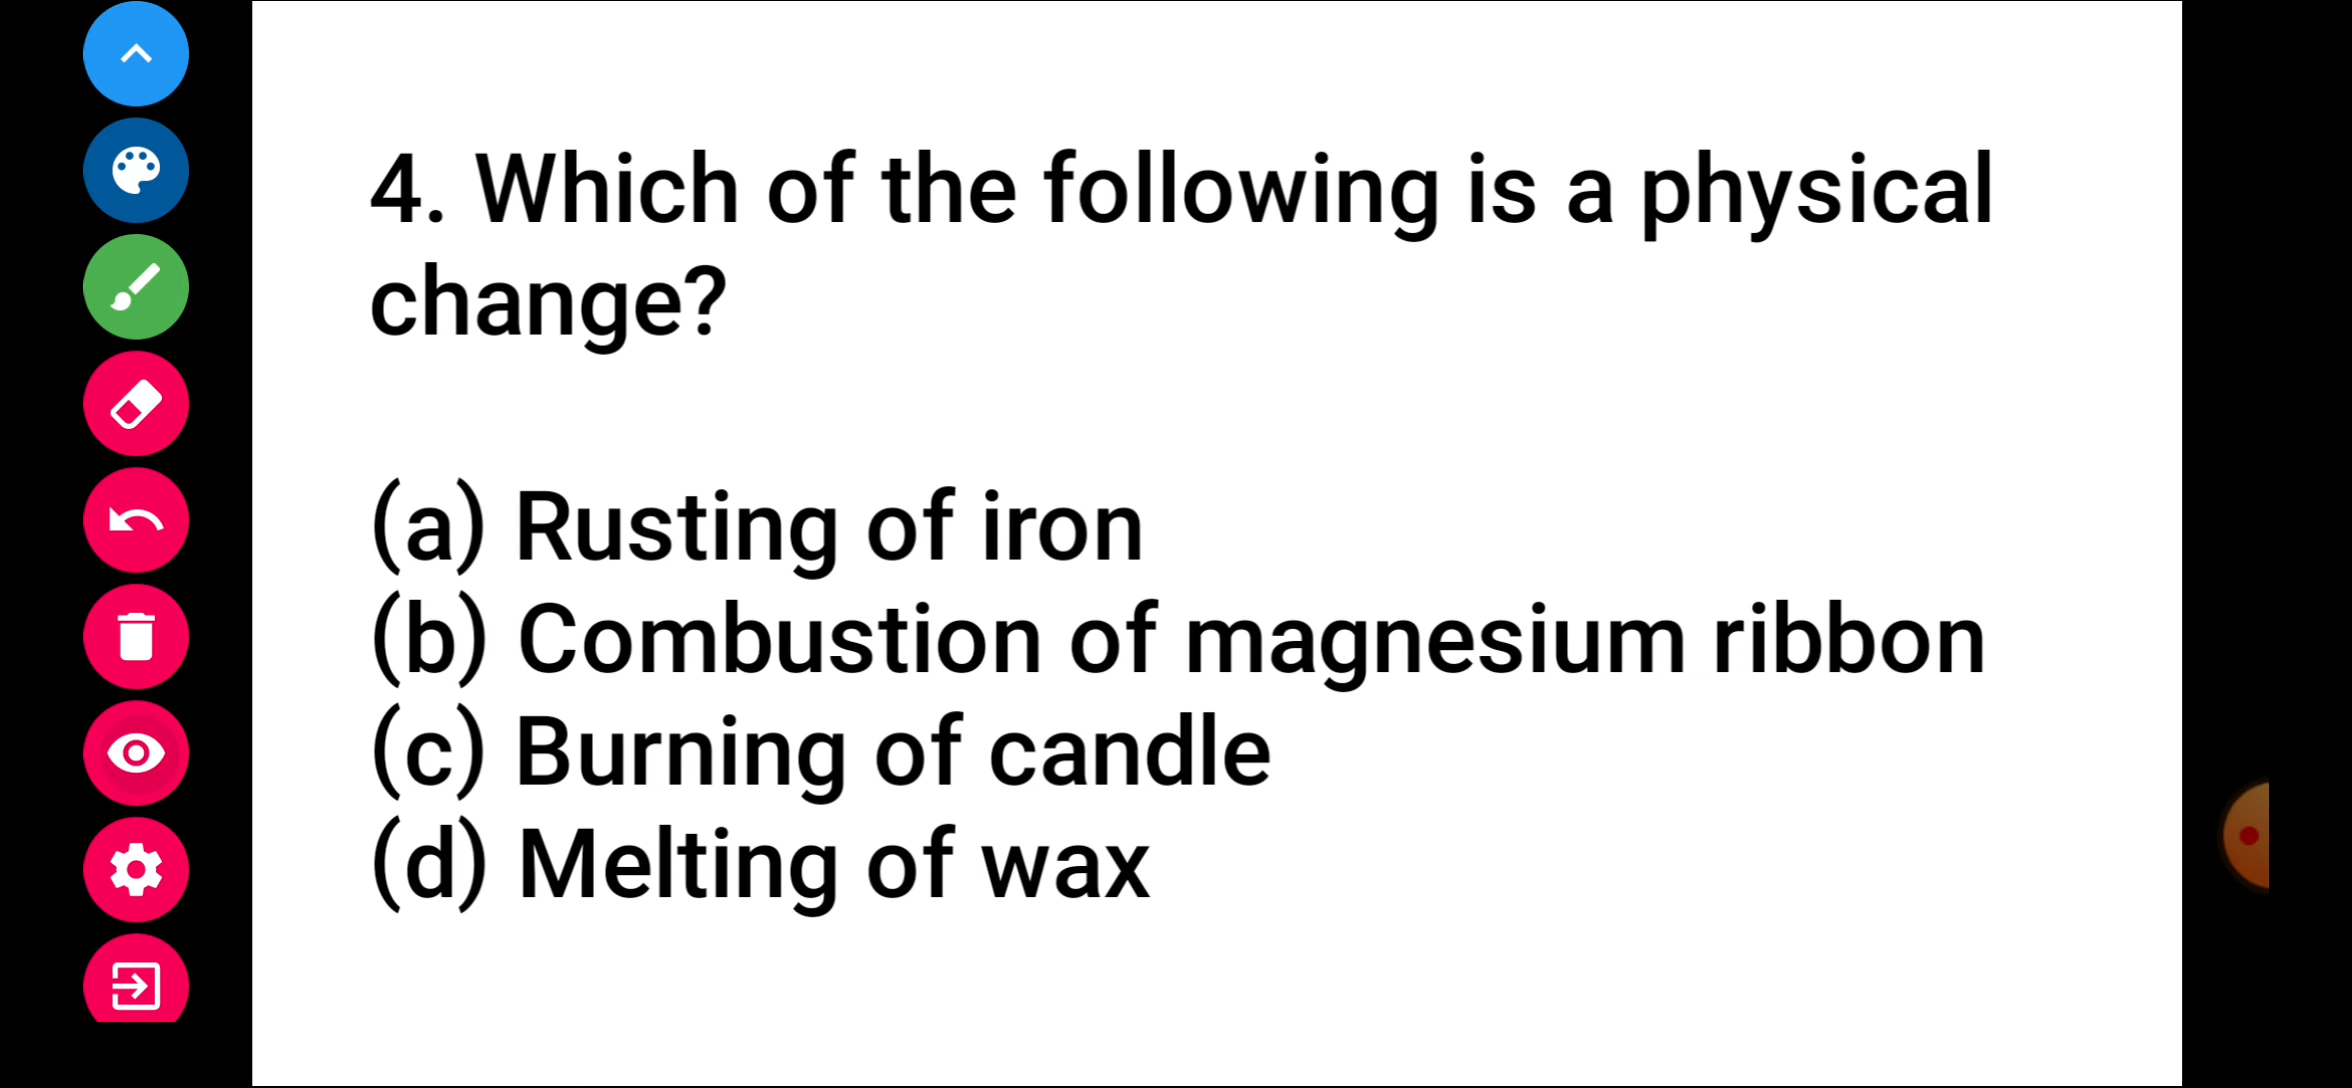 4. Which of the following is a physical
change?
(a) Rusting of iron
(b) Combustion of magnesium ribbon
(c) Burning of candle
(d) Melting of wax